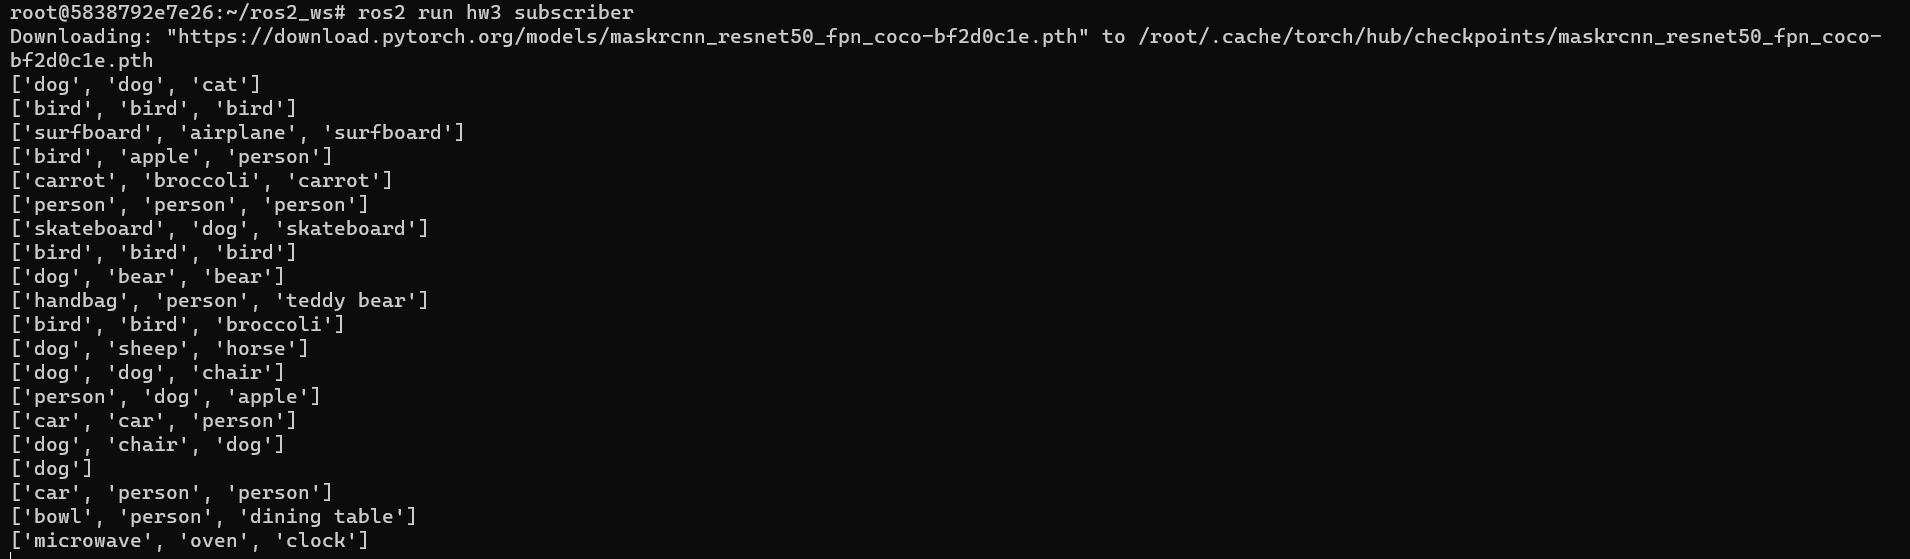 root@5838792e7e26:~/ros2_ws# ros2 run hw3 subscriber
Downloading: "https://download.pytorch.org/models/maskrcnn_resnet50_fpn_coco-bf2d0c1e.pth" to /root/.cache/torch/hub/checkpoints/maskrcnn_resnet50_fpn_coco-
bf2d0c1e.pth
['dog', 'dog', 'cat']
['bird', 'bird', 'bird']
['surfboard', 'airplane', 'surfboard']
['bird', 'apple', 'person']
['carrot', 'broccoli', 'carrot']
['person', 'person', 'person']
['skateboard', 'dog', 'skateboard']
['bird', 'bird', 'bird']
['dog', 'bear', 'bear']
['handbag', 'person', 'teddy bear']
['bird', 'bird', 'broccoli']
['dog', 'sheep', 'horse']
['dog', 'dog', 'chair']
['person', 'dog', 'apple']
['car', 'car', 'person']
['dog', 'chair', 'dog']
['dog']
['car', 'person', 'person']
['bowl', 'person', 'dining table']
['microwave', 'oven', 'clock']